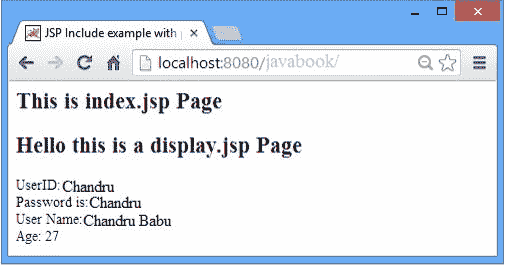 JSP Include example with
localhost:8080/javabook/
This is index.jsp Page
Hello this is a display.jsp Page
UserID: Chandru
Password is:Chandru
User Name:Chandru Babu
Age: 27